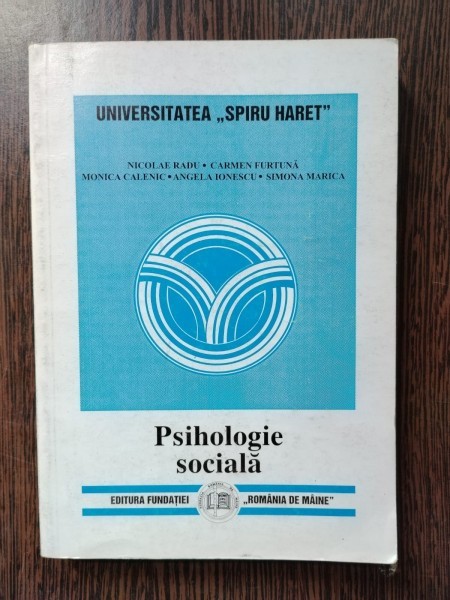 UNIVERSITATEA „SPIRU HARET”
NICOLAE RADU • CARMEN FURTUNĂ
MONICA CALENIC • ANGELA IONESCU • SIMONA MARICA
Psihologie
socială
EDITURA FUNDAȚIEI „ROMÂNIA DE MÂINE”